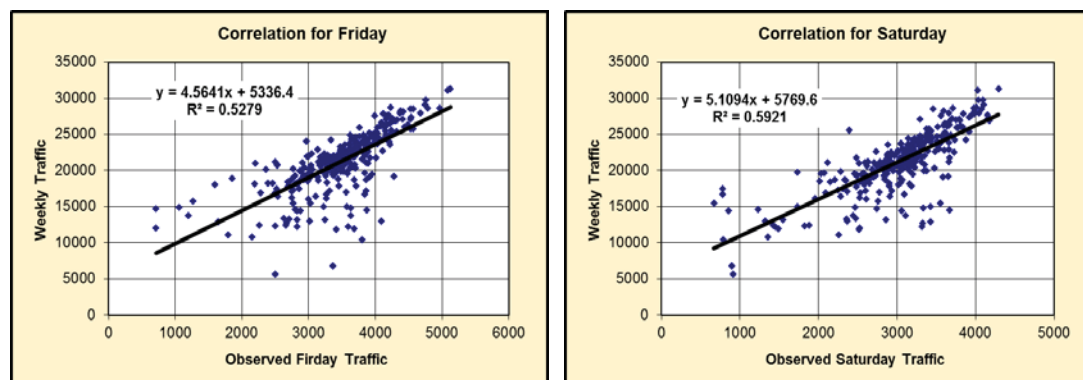 Correlation for Friday
35000
30000
25000
20000
15000
10000
5000
0
y = 4.5641x + 5336.4
R² = 0.5279
Weekly Traffic
0 1000 2000 3000 4000 5000 6000
Observed Firday Traffic
Correlation for Saturday
35000
30000
25000
20000
15000
10000
5000
0
y = 5.1094x + 5769.6
R² = 0.5921
Weekly Traffic
0 1000 2000 3000 4000 5000
Observed Saturday Traffic